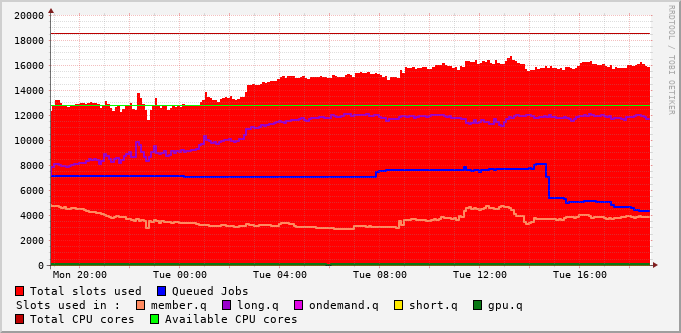 RRDTOOL / TOBI OETIKER
20000
18000
16000
14000
12000
10000
8000
6000
4000
2000
0
Mon 20:00 Tue 00:00 Tue 04:00 Tue 08:00 Tue 12:00 Tue 16:00
Total slots used Queued Jobs
Slots used in : member.q long.q ondemand.q short.q gpu.q
Total CPU cores Available CPU cores